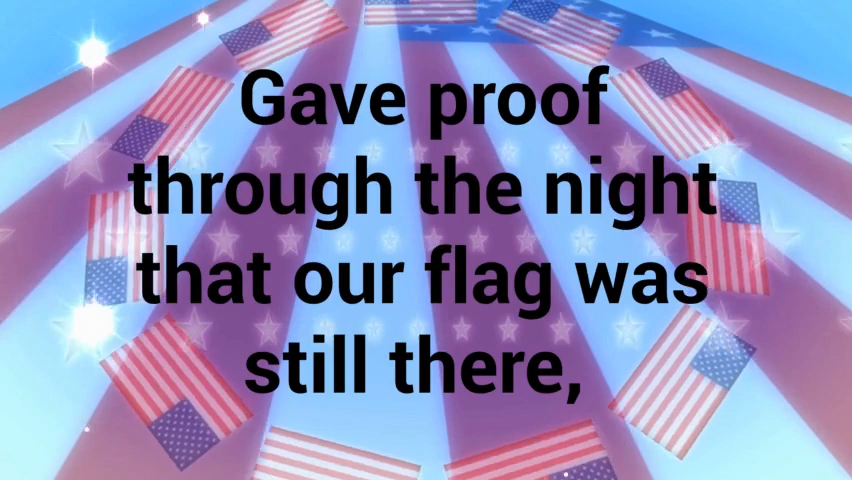 Gave proof
through the night
that our flag was
still there,